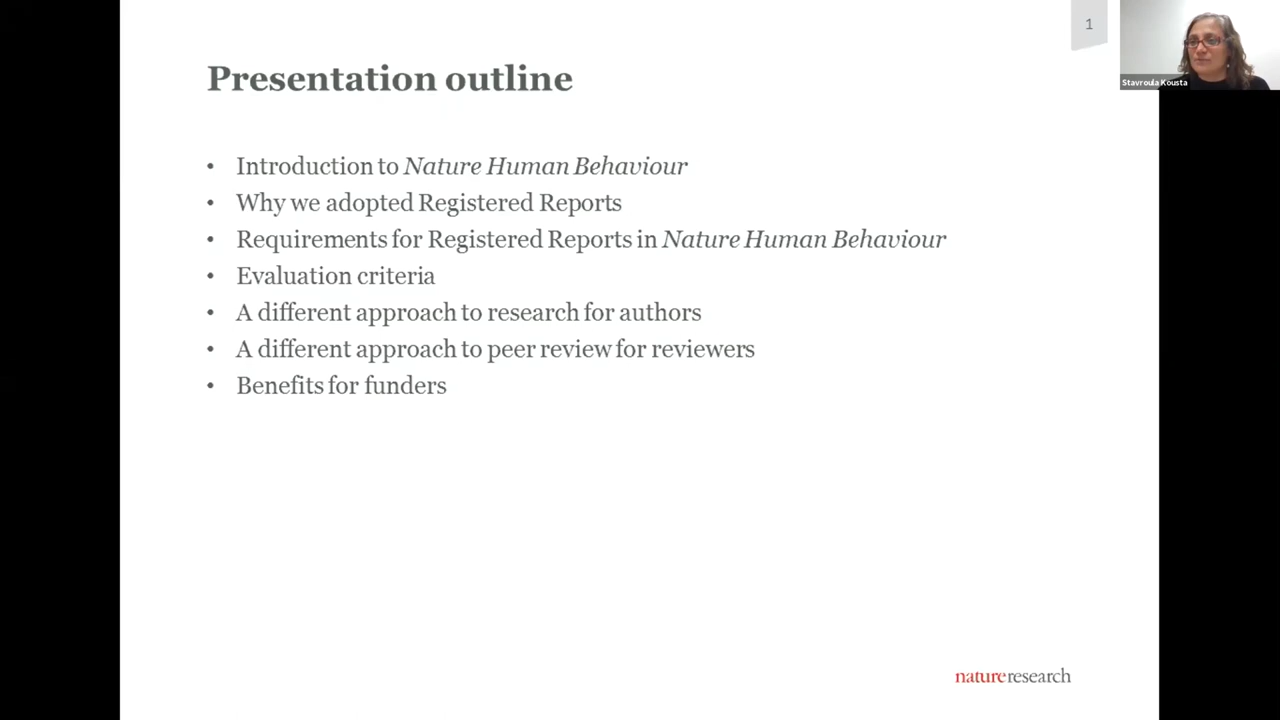 1
Stavroula Kousta
Presentation outline
• Introduction to Nature Human Behaviour
• Why we adopted Registered Reports
• Requirements for Registered Reports in Nature Human Behaviour
• Evaluation criteria
• A different approach to research for authors
• A different approach to peer review for reviewers
• Benefits for funders
natureresearch